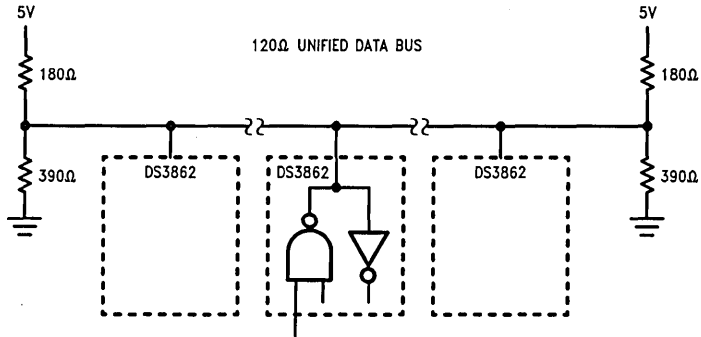 5V
5V
120Ω UNIFIED DATA BUS
180Ω
180Ω
DS3862
DS3862
DS3862
390Ω
390Ω